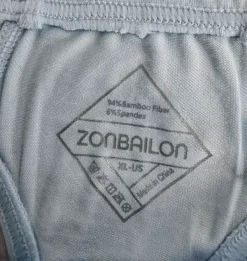 94%Bamboo Fiber
6%Spandex
ZONBAILON
XL-US
Made in China